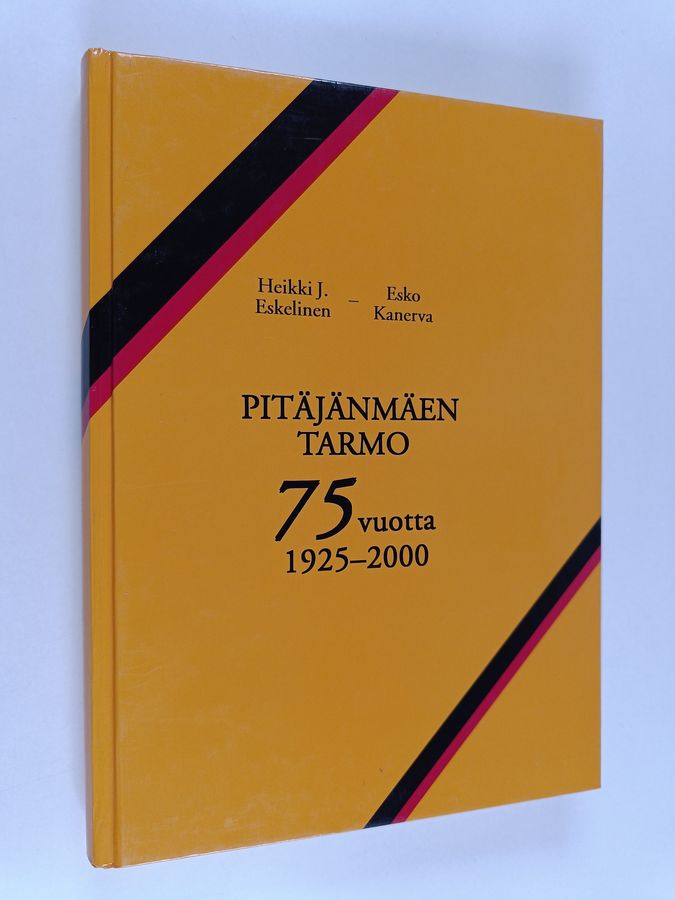 Heikki J. Eskelinen – Esko Kanerva
PITÄJÄNMÄEN
TARMO
75 vuotta
1925–2000